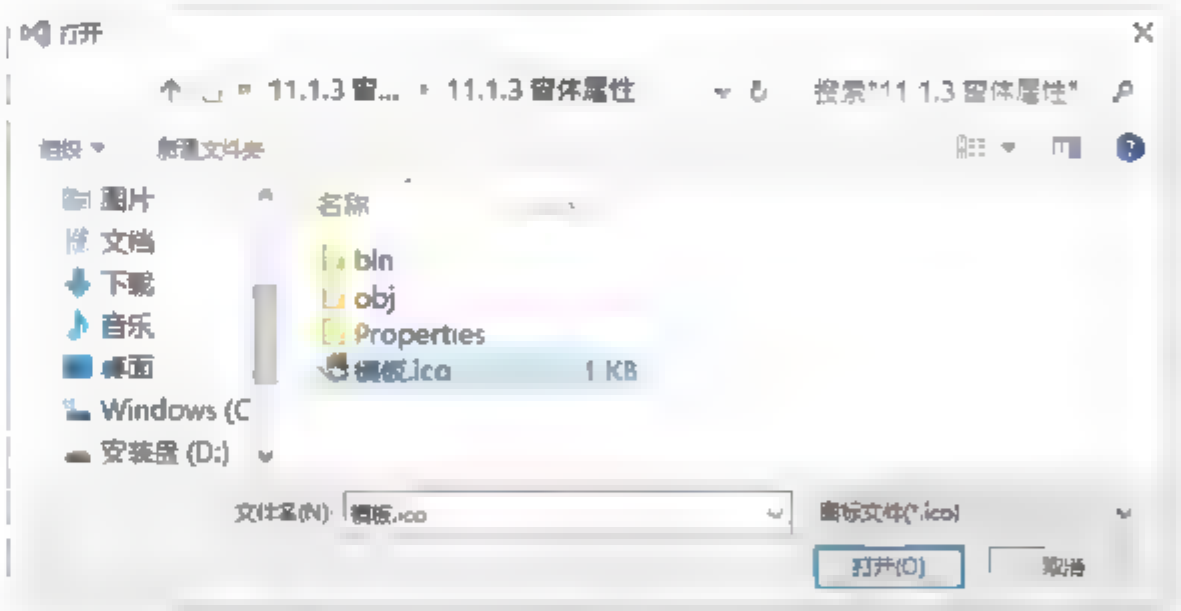 打开
11.1.3 窗... 11.1.3 窗体属性 搜索"11.1.3 窗体属性"
组织 新建文件夹
图片
文档
下载
音乐
桌面
Windows (C
安装盘 (D:)
名称
bin
obj
Properties
模板.ico 1 KB
文件名(N): 模板.ico 图标文件(*.ico)
打开(O) 取消